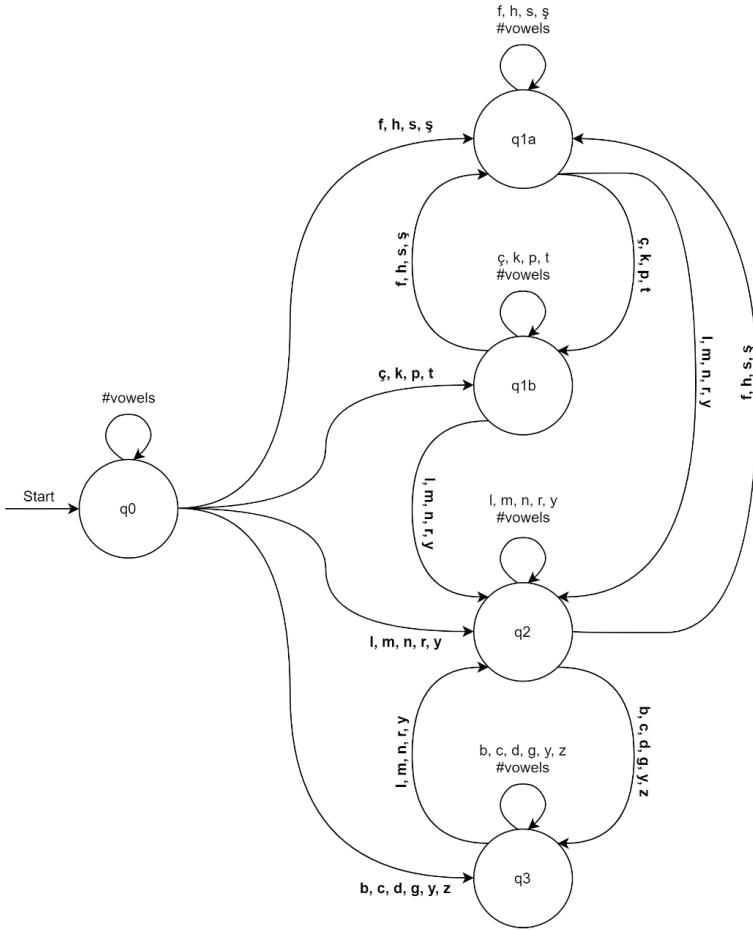 f, h, s, ş
#vowels
q1a
f, h, s, ş
f, h, s, ş
ç, k, p, t
#vowels
ç, k, p, t
l, m, n, r, y
f, h, s, ş
q1b
ç, k, p, t
#vowels
Start
q0
l, m, n, r, y
l, m, n, r, y
#vowels
q2
l, m, n, r, y
l, m, n, r, y
b, c, d, g, y, z
#vowels
b, c, d, g, y, z
q3
b, c, d, g, y, z